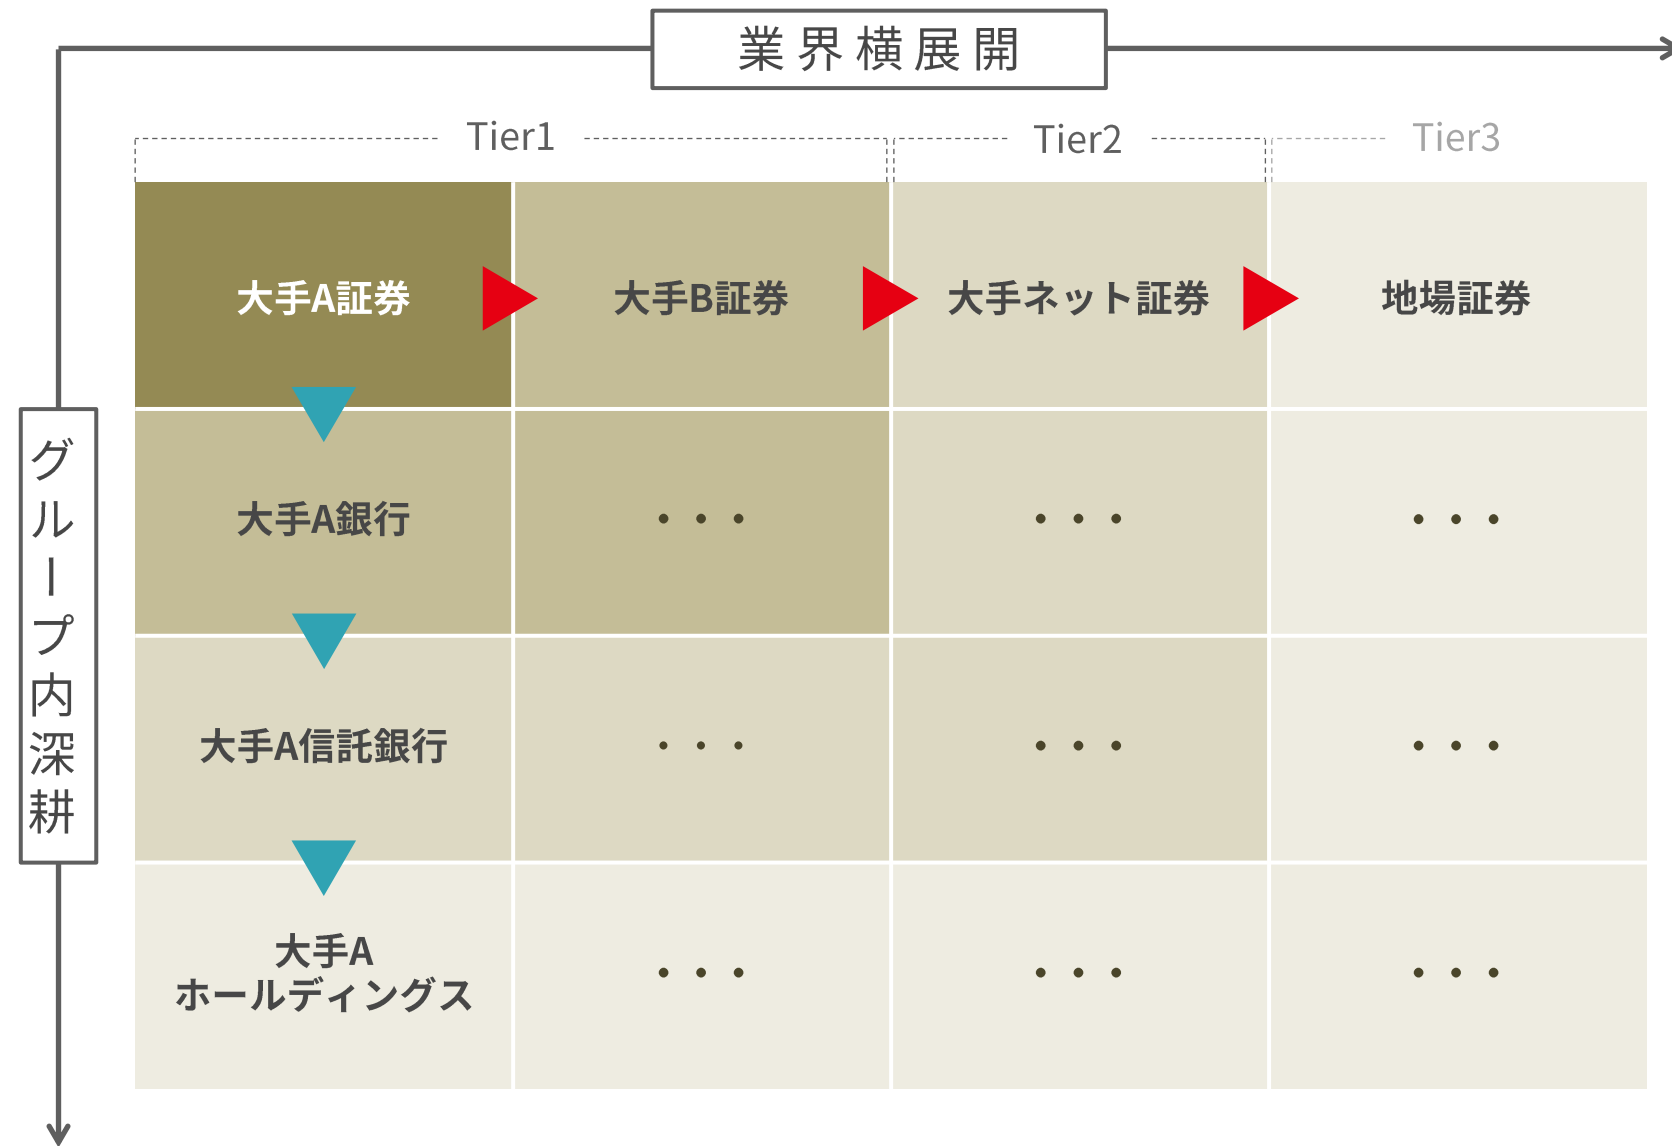 業界横展開
Tier1
Tier2
Tier3
大手A証券
大手B証券
大手ネット証券
地場証券
グループ内深耕
大手A銀行
・・・
・・・
・・・
大手A信託銀行
・・・
・・・
・・・
大手A
ホールディングス
・・・
・・・
・・・